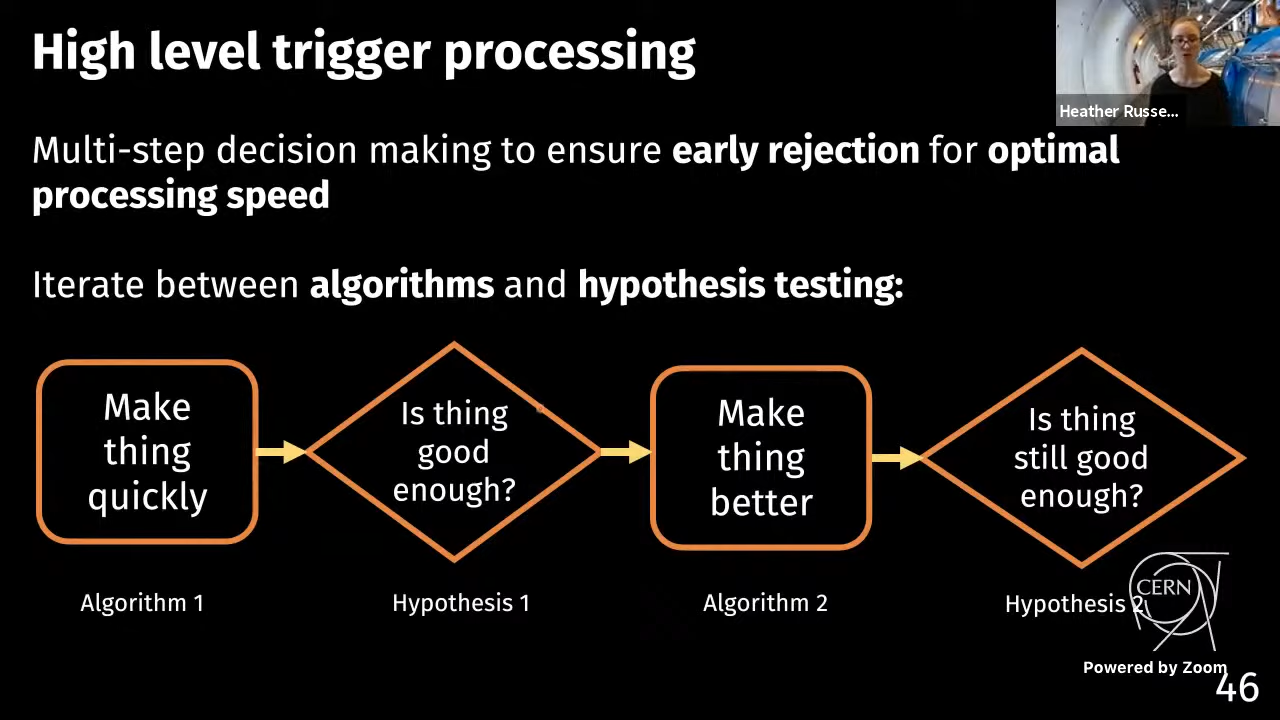 High level trigger processing
Heather Russe...
Multi-step decision making to ensure early rejection for optimal
processing speed
Iterate between algorithms and hypothesis testing:
Make
thing
quickly
Is thing
good
enough?
Make
thing
better
Is thing
still good
enough?
Algorithm 1
Hypothesis 1
Algorithm 2
Hypothesis 2
CERN
Powered by Zoom
46